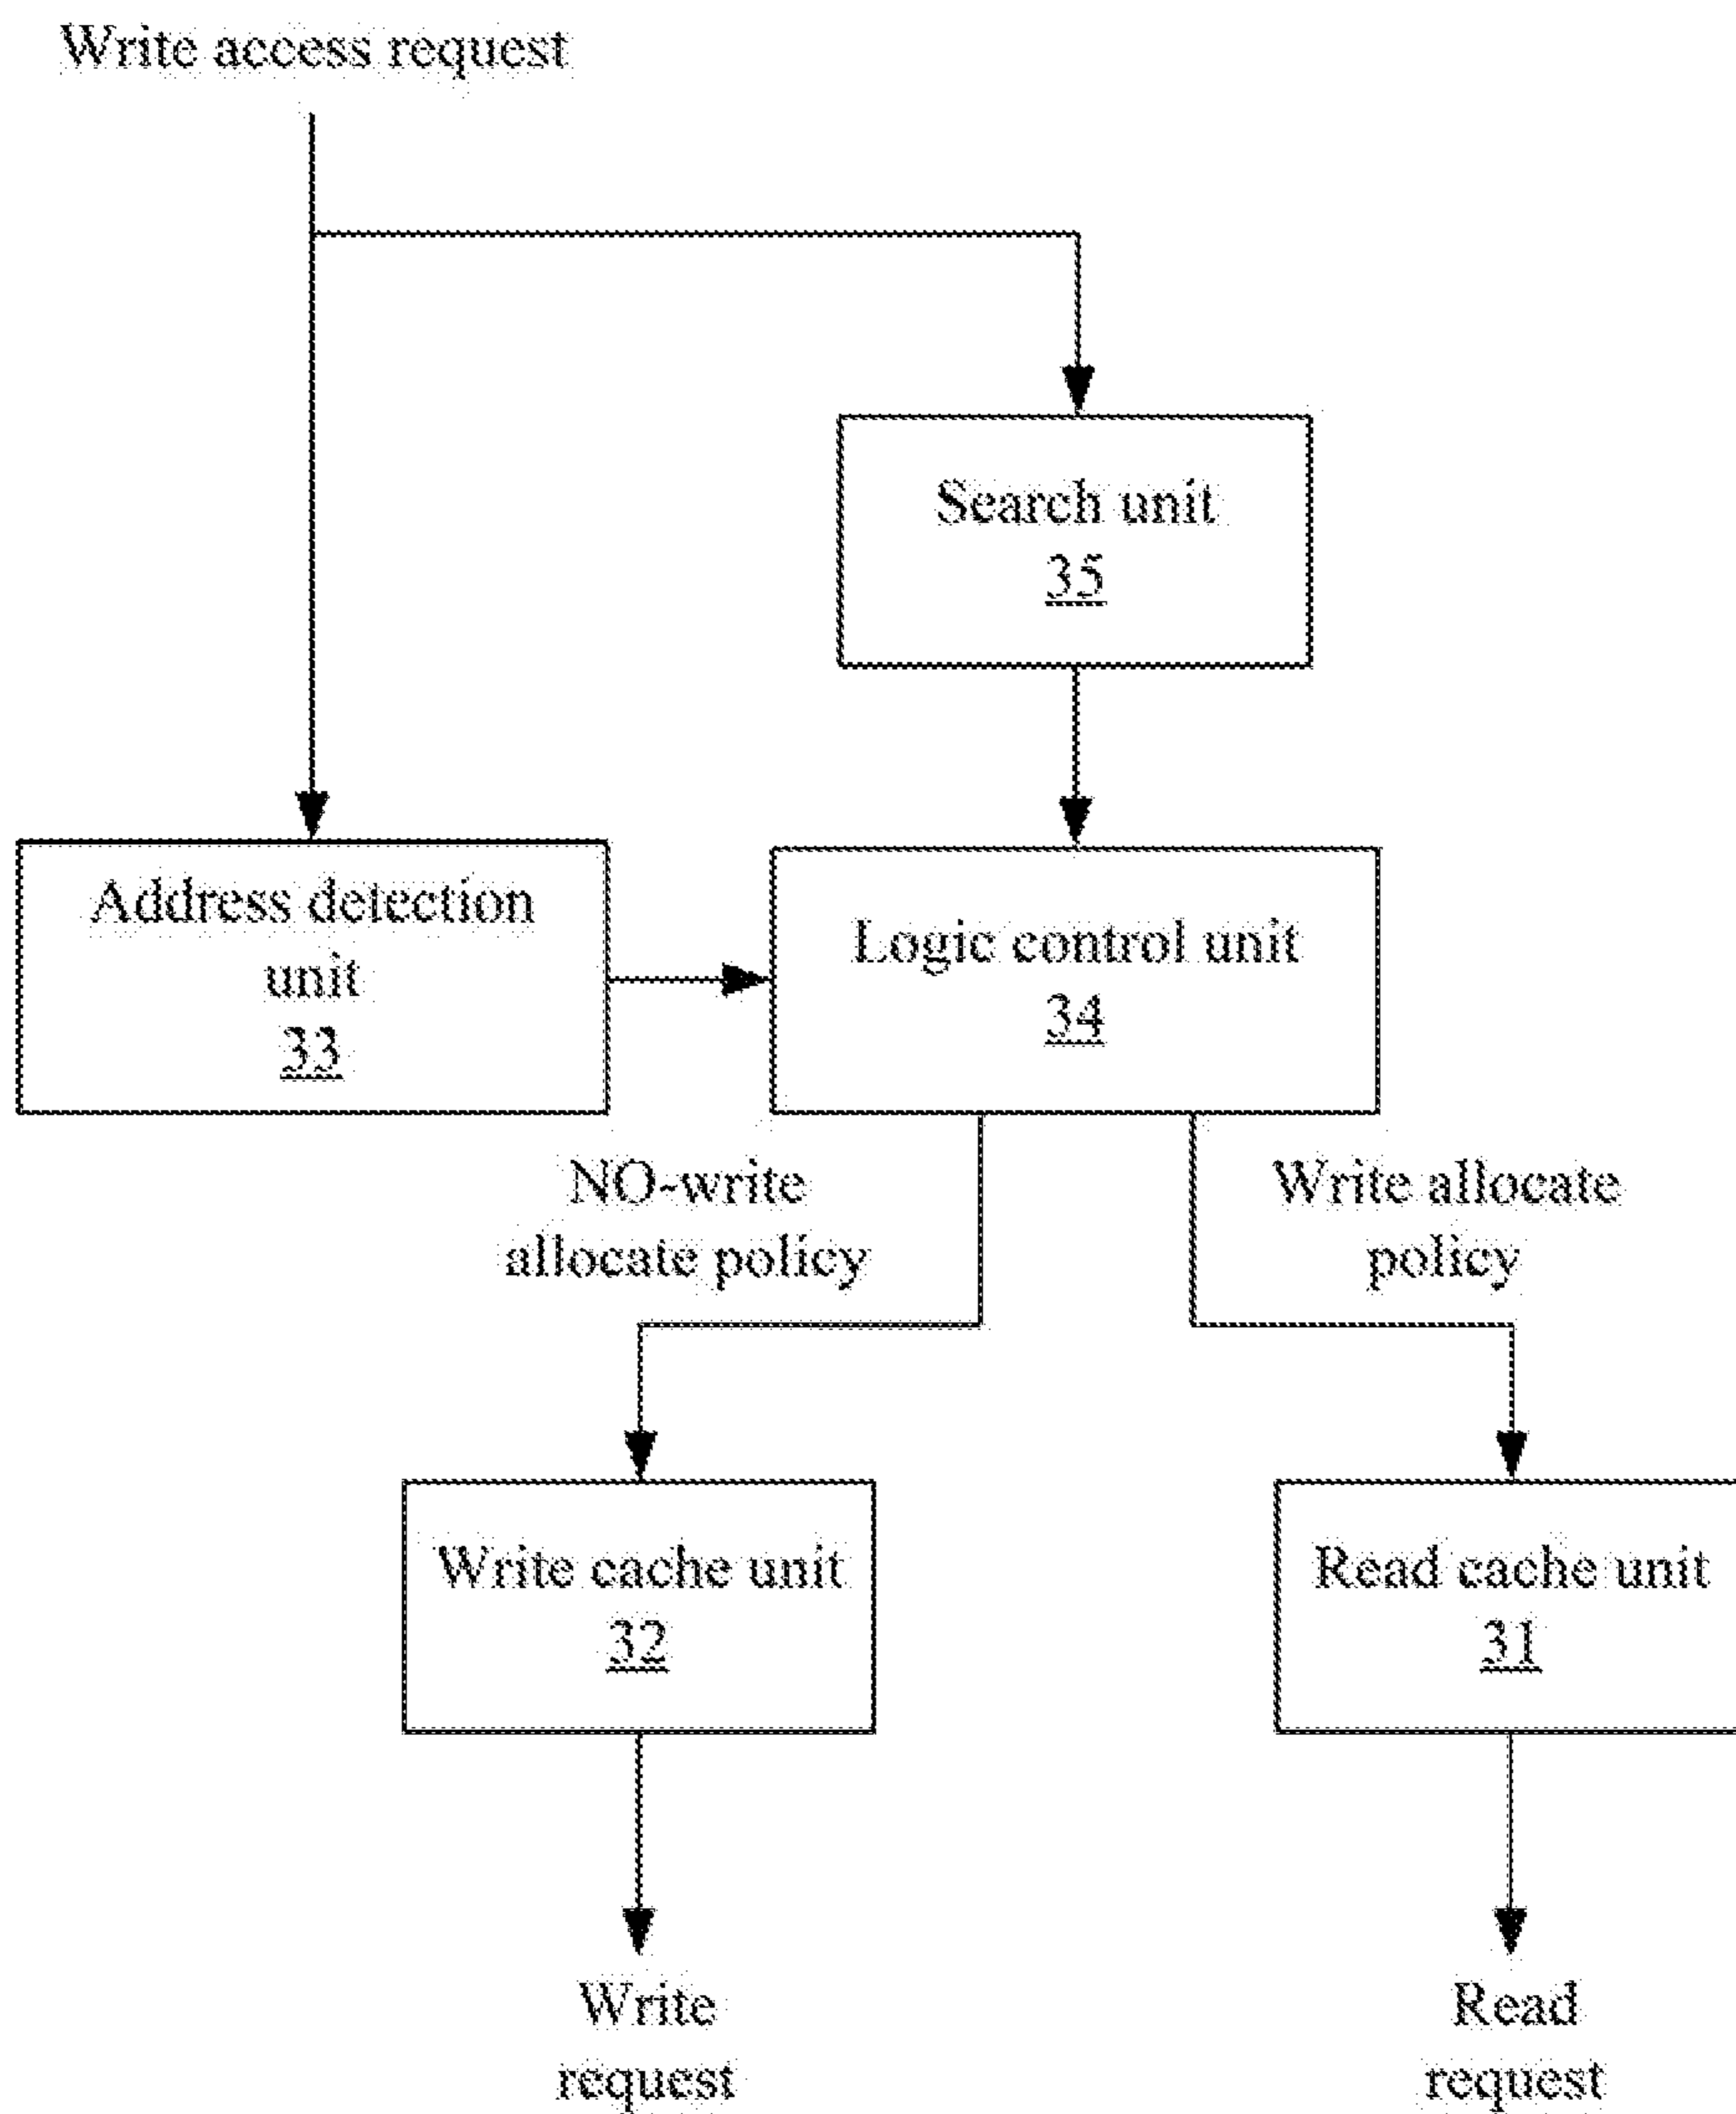 Write access request
Search unit
35
Address detection
unit
33
Logic control unit
34
NO-write
allocate policy
Write allocate
policy
Write cache unit
32
Read cache unit
31
Write
request
Read
request